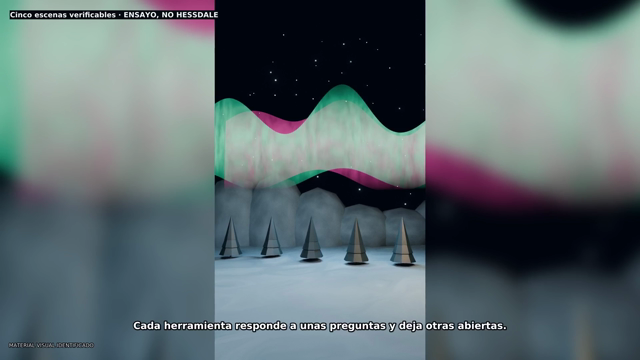 Cinco escenas verificables · ENSAYO, NO HESSDALE
Cada herramienta responde a unas preguntas y deja otras abiertas.
MATERIAL VISUAL IDENTIFICADO